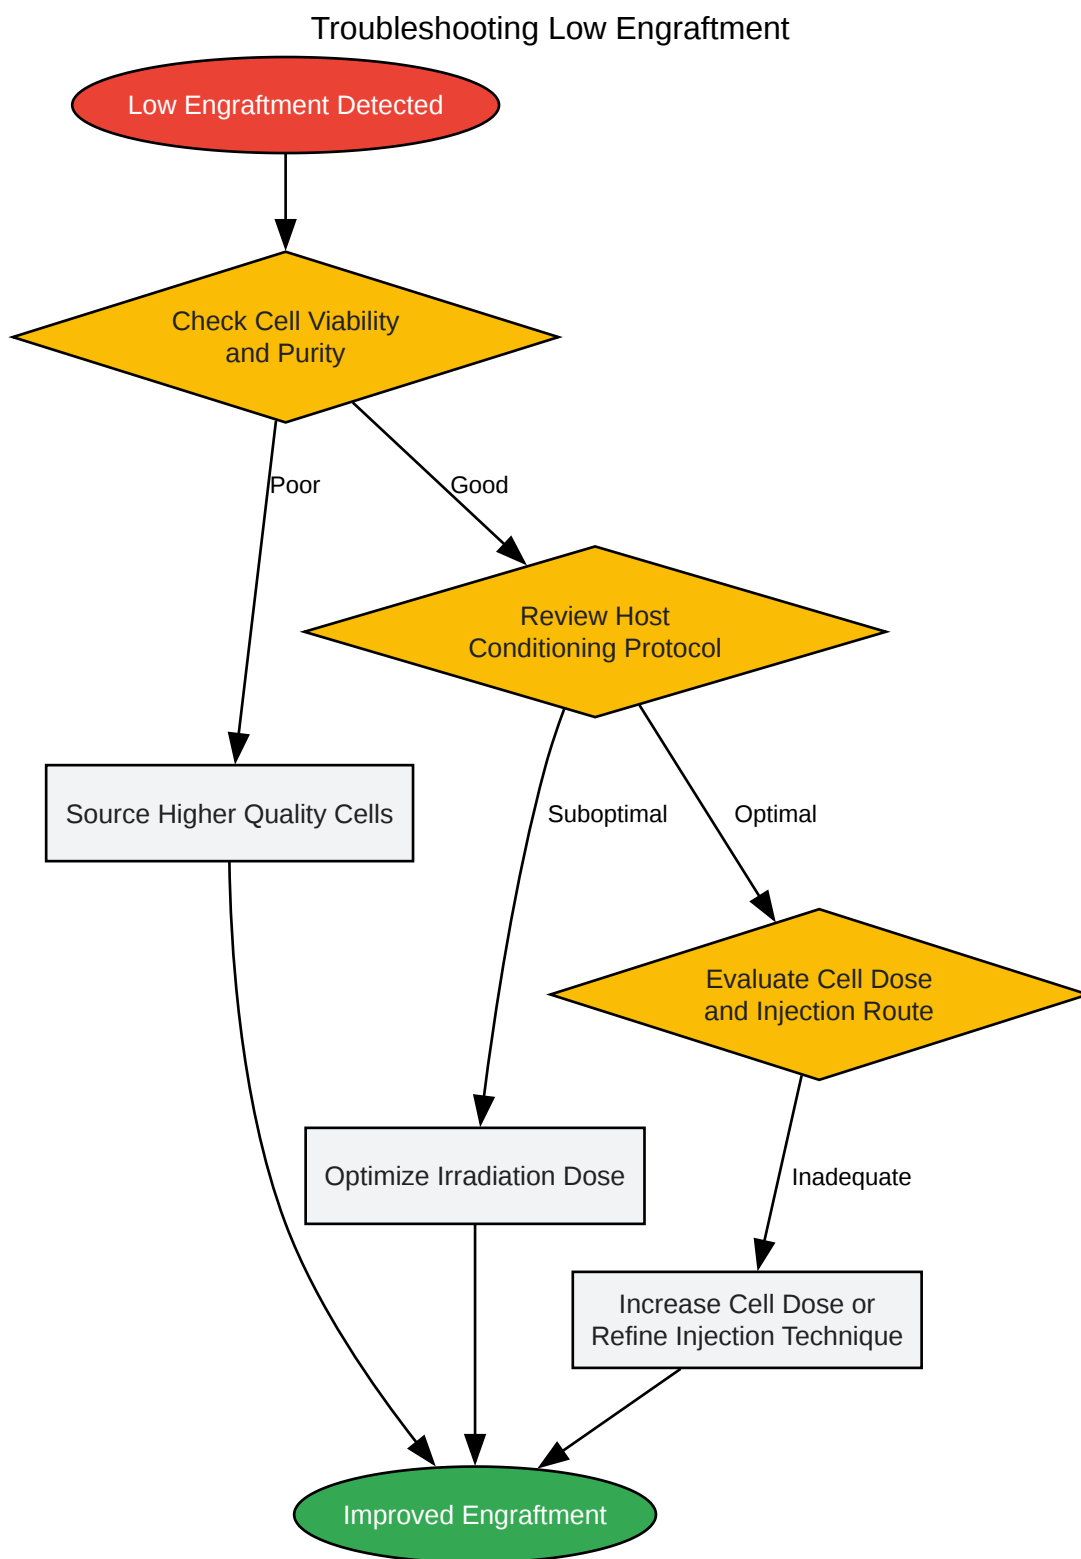 Troubleshooting Low Engraftment
Low Engraftment Detected
Check Cell Viability
and Purity
Poor
Good
Review Host
Conditioning Protocol
Source Higher Quality Cells
Suboptimal
Optimal
Evaluate Cell Dose
and Injection Route
Optimize Irradiation Dose
Inadequate
Increase Cell Dose or
Refine Injection Technique
Improved Engraftment